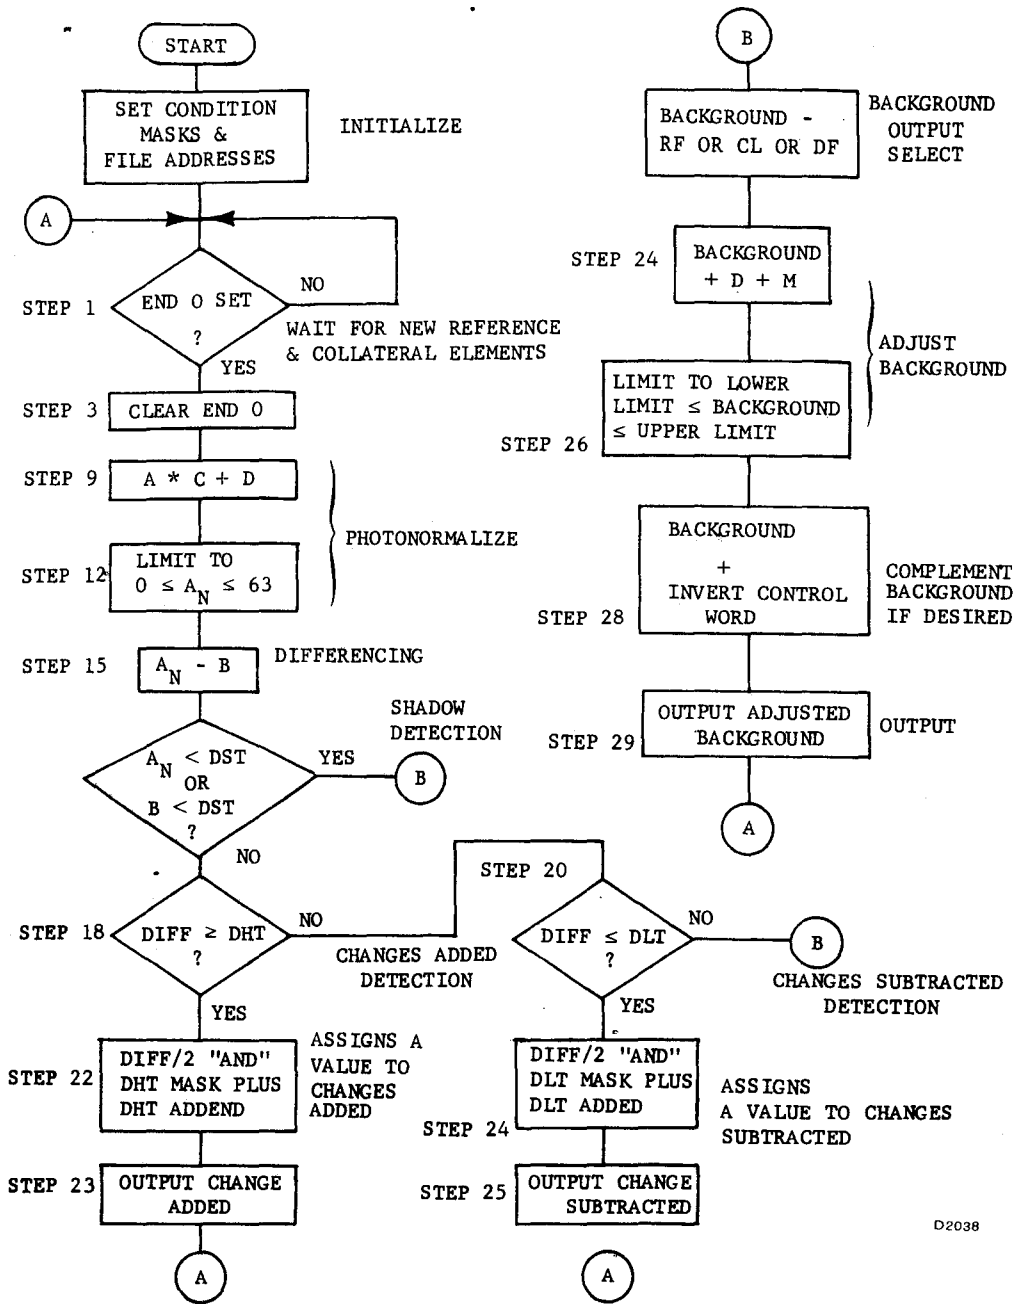 START
SET CONDITION
MASKS &
FILE ADDRESSES
INITIALIZE
A
STEP 1
END 0 SET
?
NO
WAIT FOR NEW REFERENCE
& COLLATERAL ELEMENTS
YES
STEP 3
CLEAR END 0
STEP 9
A * C + D
PHOTONORMALIZE
STEP 12
LIMIT TO
0 ≤ A_N ≤ 63
STEP 15
A_N - B
DIFFERENCING
SHADOW
DETECTION
A_N < DST
OR
B < DST
?
YES
B
NO
STEP 18
DIFF ≥ DHT
?
NO
CHANGES ADDED
DETECTION
YES
STEP 22
DIFF/2 "AND"
DHT MASK PLUS
DHT ADDEND
ASSIGNS A
VALUE TO
CHANGES
ADDED
STEP 23
OUTPUT CHANGE
ADDED
A
STEP 20
DIFF ≤ DLT
?
NO
B
CHANGES SUBTRACTED
DETECTION
YES
DIFF/2 "AND"
DLT MASK PLUS
DLT ADDED
STEP 24
ASSIGNS
A VALUE TO CHANGES
SUBTRACTED
STEP 25
OUTPUT CHANGE
SUBTRACTED
A
B
BACKGROUND -
RF OR CL OR DF
BACKGROUND
OUTPUT
SELECT
STEP 24
BACKGROUND
+ D + M
ADJUST
BACKGROUND
LIMIT TO LOWER
LIMIT ≤ BACKGROUND
≤ UPPER LIMIT
STEP 26
BACKGROUND
+
INVERT CONTROL
WORD
STEP 28
COMPLEMENT
BACKGROUND
IF DESIRED
OUTPUT ADJUSTED
BACKGROUND
STEP 29
OUTPUT
A
D2038